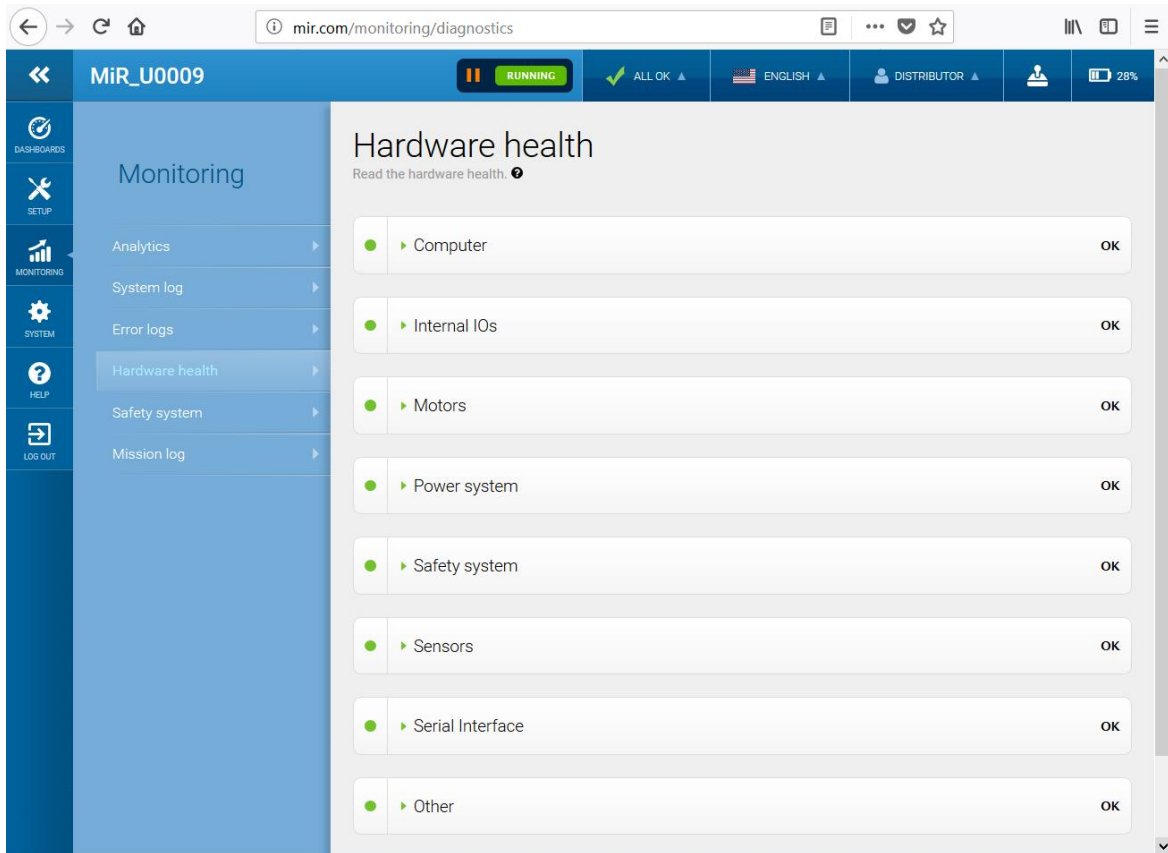 mir.com/monitoring/diagnostics
MiR_U0009
RUNNING
ALL OK
ENGLISH
DISTRIBUTOR
28%
DASHBOARDS
SETUP
MONITORING
SYSTEM
HELP
LOG OUT
Monitoring
Analytics
System log
Error logs
Hardware health
Safety system
Mission log
Hardware health
Read the hardware health. ?
Computer OK
Internal IOs OK
Motors OK
Power system OK
Safety system OK
Sensors OK
Serial Interface OK
Other OK